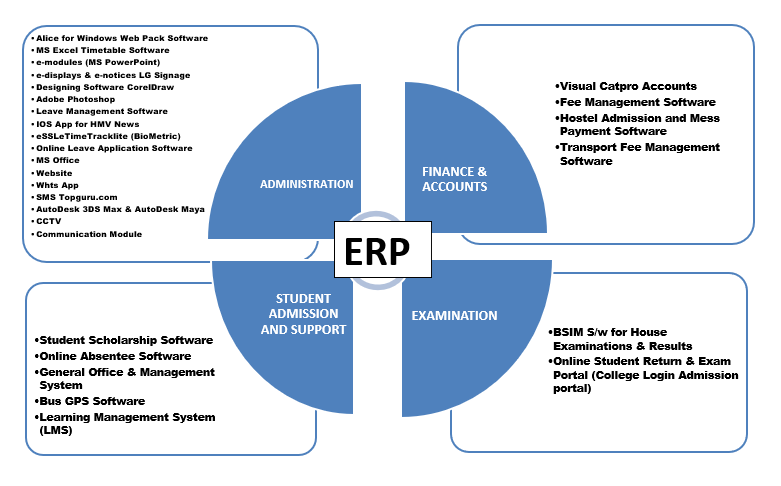 •Alice for Windows Web Pack Software
•MS Excel Timetable Software
•e-modules (MS PowerPoint)
•e-displays & e-notices LG Signage
•Designing Software CorelDraw
•Adobe Photoshop
•Leave Management Software
•IOS App for HMV News
•eSSLeTimeTracklite (BioMetric)
•Online Leave Application Software
•MS Office
•Website
•Whts App
•SMS Topguru.com
•AutoDesk 3DS Max & AutoDesk Maya
•CCTV
•Communication Module
ADMINISTRATION
•Visual Catpro Accounts
•Fee Management Software
•Hostel Admission and Mess
Payment Software
•Transport Fee Management
Software
FINANCE &
ACCOUNTS
ERP
STUDENT
ADMISSION
AND SUPPORT
•Student Scholarship Software
•Online Absentee Software
•General Office & Management
System
•Bus GPS Software
•Learning Management System
(LMS)
EXAMINATION
•BSIM S/w for House
Examinations & Results
•Online Student Return & Exam
Portal (College Login Admission
portal)